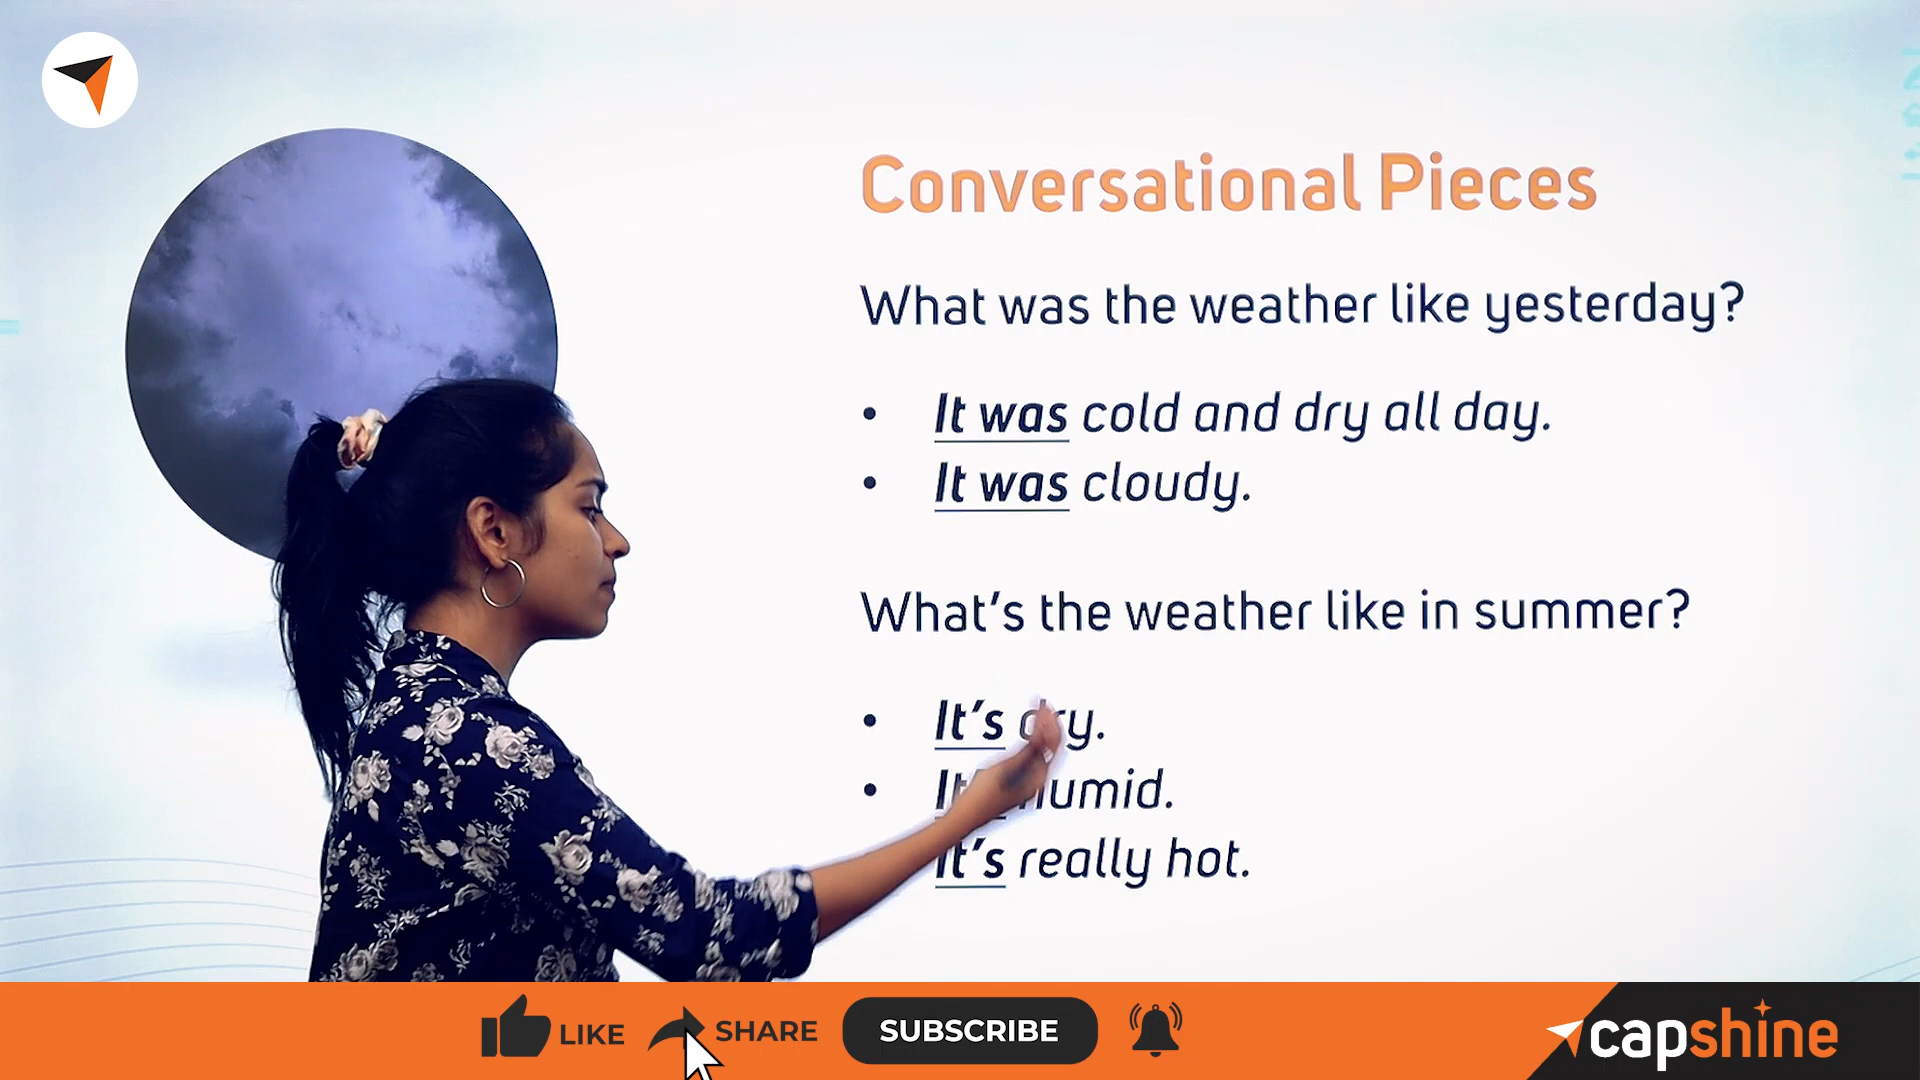 Conversational Pieces
What was the weather like yesterday?
• It was cold and dry all day.
• It was cloudy.
What's the weather like in summer?
• It's dry.
• humid.
It's really hot.
LIKE SHARE SUBSCRIBE
capshine